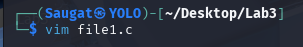 ┌──(Saugat㉿YOLO)-[~/Desktop/Lab3]
└─$ vim file1.c